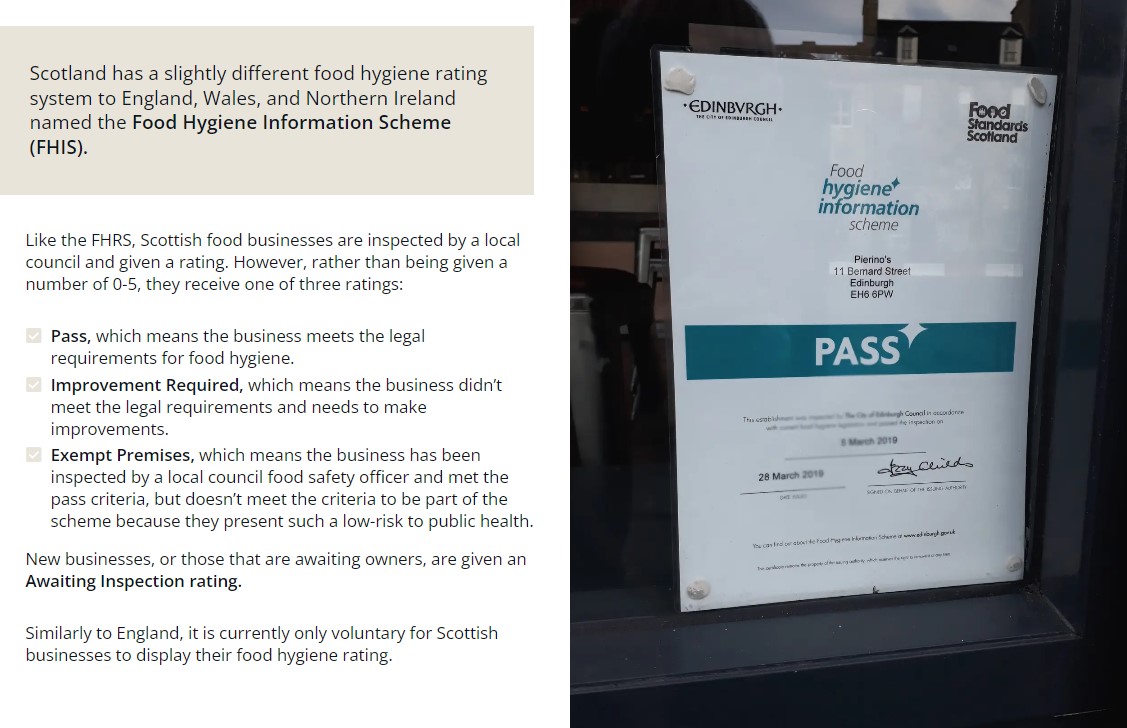 Scotland has a slightly different food hygiene rating
system to England, Wales, and Northern Ireland
named the Food Hygiene Information Scheme
(FHIS).
Like the FHRS, Scottish food businesses are inspected by a local
council and given a rating. However, rather than being given a
number of 0-5, they receive one of three ratings:
Pass, which means the business meets the legal
requirements for food hygiene.
Improvement Required, which means the business didn't
meet the legal requirements and needs to make
improvements.
Exempt Premises, which means the business has been
inspected by a local council food safety officer and met the
pass criteria, but doesn't meet the criteria to be part of the
scheme because they present such a low-risk to public health.
New businesses, or those that are awaiting owners, are given an
Awaiting Inspection rating.
Similarly to England, it is currently only voluntary for Scottish
businesses to display their food hygiene rating.
·EDINBVRGH·
THE CITY OF EDINBURGH COUNCIL
Food
Standards
Scotland
Food
hygiene
information
scheme
Pierino's
11 Bernard Street
Edinburgh
EH6 6PW
PASS
This establishment was inspected by The City of Edinburgh Council in accordance
with current food hygiene legislation and passed the inspection on
5 March 2019
28 March 2019
DATE ISSUED
SIGNED ON BEHALF OF THE ISSUING AUTHORITY
You can find out about the Food Hygiene Information Scheme at www.edinburgh.gov.uk